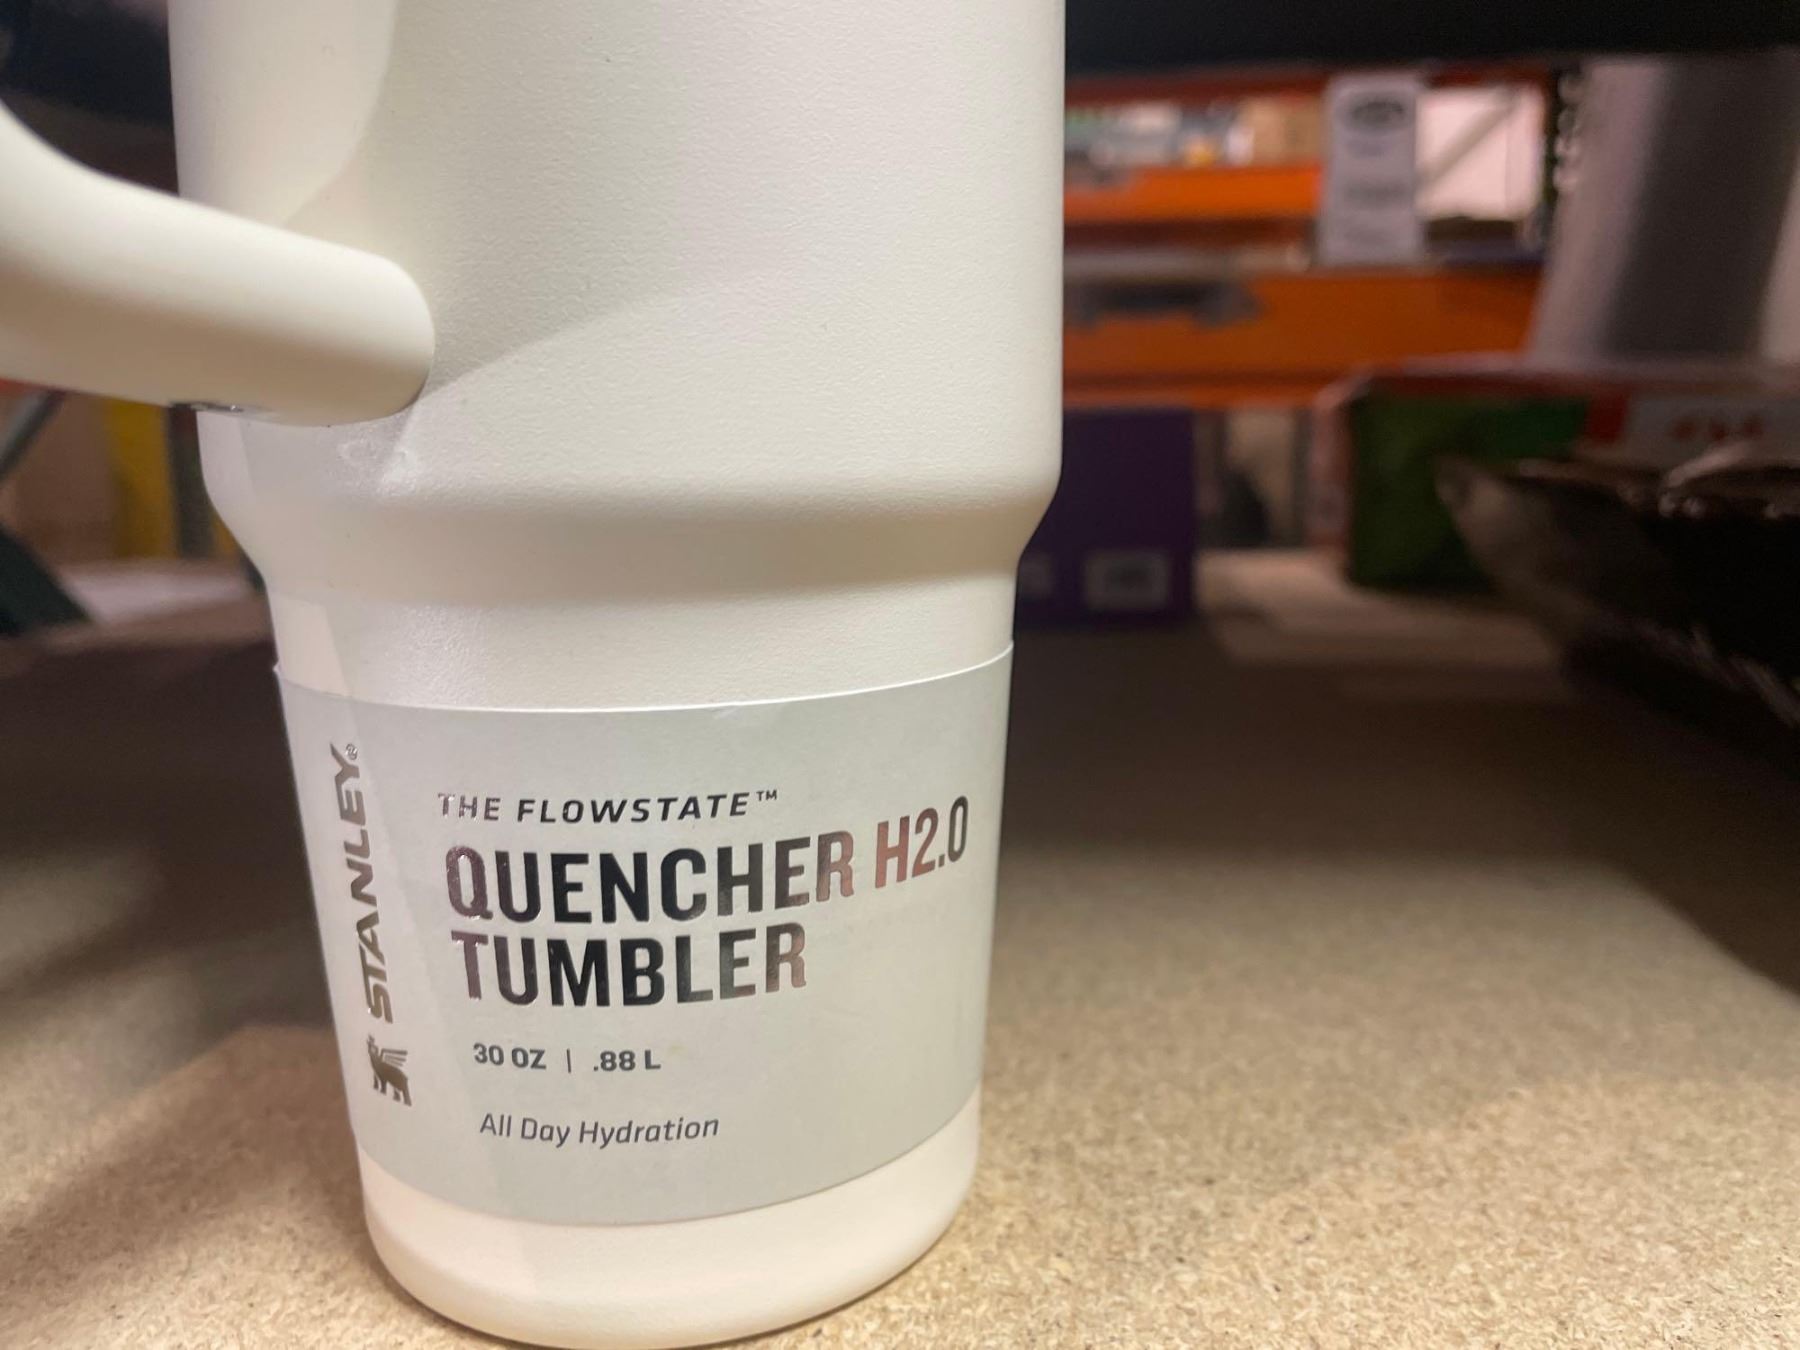 STANLEY®
THE FLOWSTATE™
QUENCHER H2.0
TUMBLER
30 OZ | .88 L
All Day Hydration